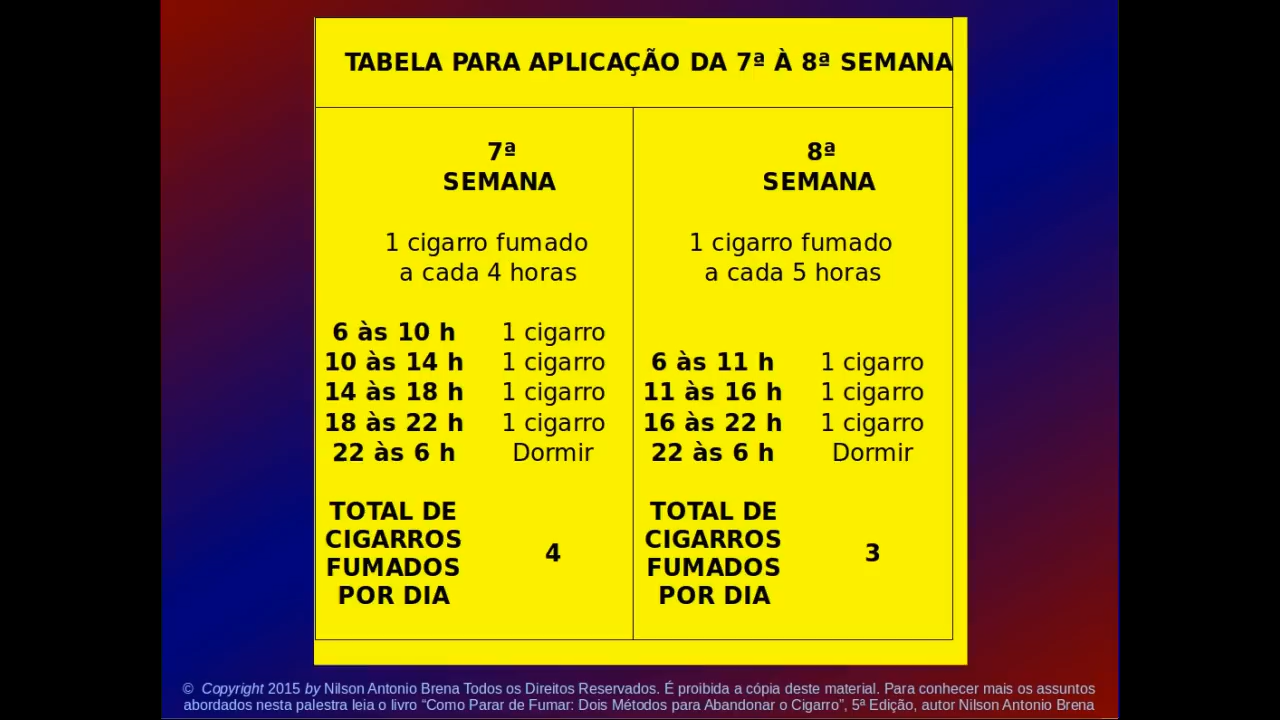 TABELA PARA APLICAÇÃO DA 7ª À 8ª SEMANA
7ª
SEMANA
1 cigarro fumado
a cada 4 horas
6 às 10 h 1 cigarro
10 às 14 h 1 cigarro
14 às 18 h 1 cigarro
18 às 22 h 1 cigarro
22 às 6 h Dormir
TOTAL DE
CIGARROS
FUMADOS
POR DIA
4
8ª
SEMANA
1 cigarro fumado
a cada 5 horas
6 às 11 h 1 cigarro
11 às 16 h 1 cigarro
16 às 22 h 1 cigarro
22 às 6 h Dormir
TOTAL DE
CIGARROS
FUMADOS
POR DIA
3
© Copyright 2015 by Nilson Antonio Brena Todos os Direitos Reservados. É proibida a cópia deste material. Para conhecer mais os assuntos
abordados nesta palestra leia o livro “Como Parar de Fumar: Dois Métodos para Abandonar o Cigarro”, 5ª Edição, autor Nilson Antonio Brena